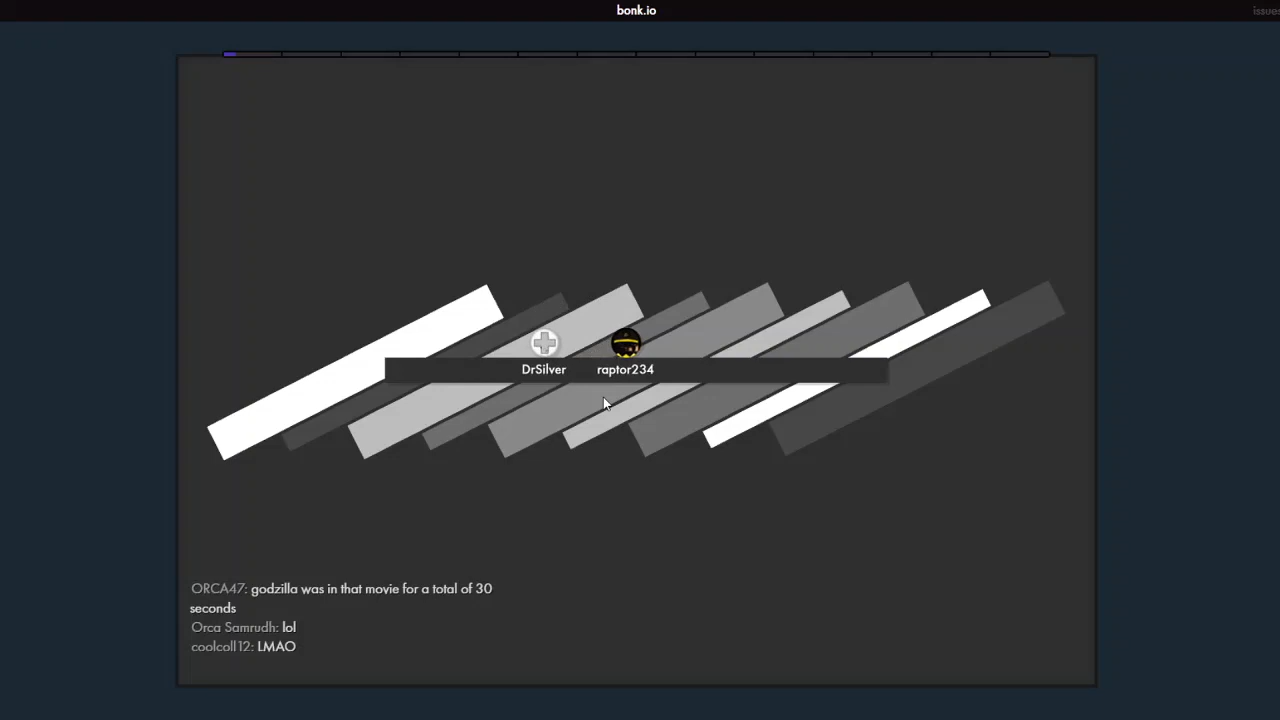 bonk.io
issues
DrSilver
raptor234
ORCA47: godzilla was in that movie for a total of 30
seconds
Orca Samrudh: lol
coolcoll12: LMAO